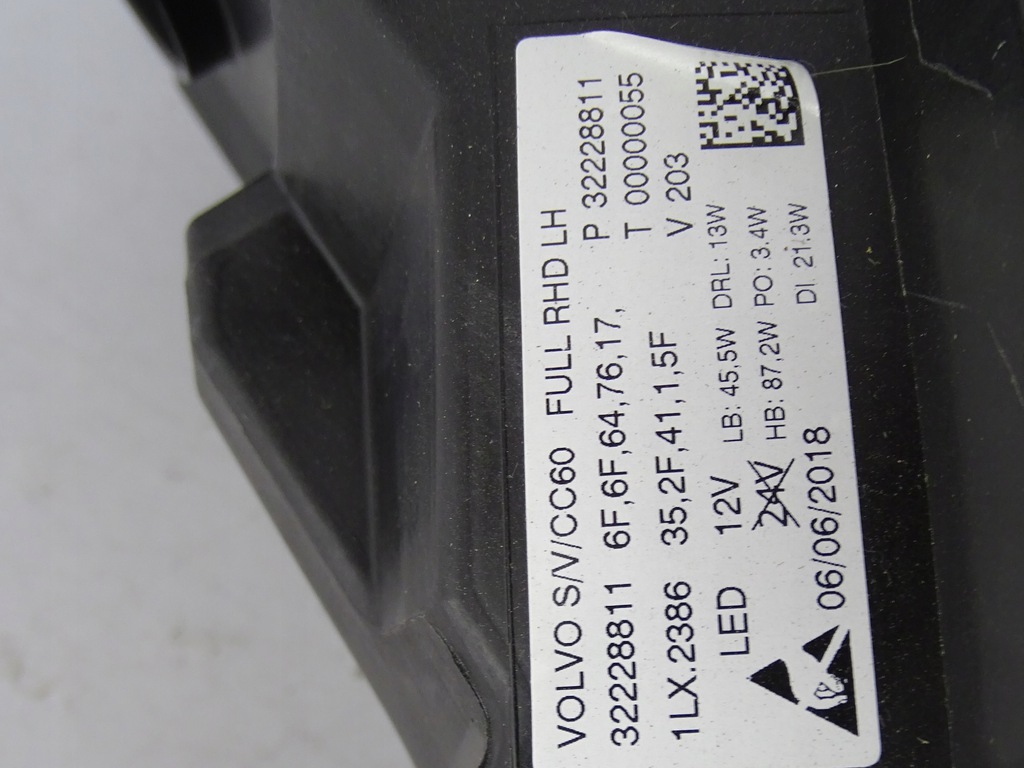 VOLVO S/V/CC60 FULL RHD LH
32228811 6F,6F,64,76,17, P 32228811
1LX.2386 35,2F,41,1,5F T 00000055
V 203
LED 12V LB: 45,5W DRL: 13W
24V HB: 87,2W PO: 3.4W
06/06/2018 DI 21.3W